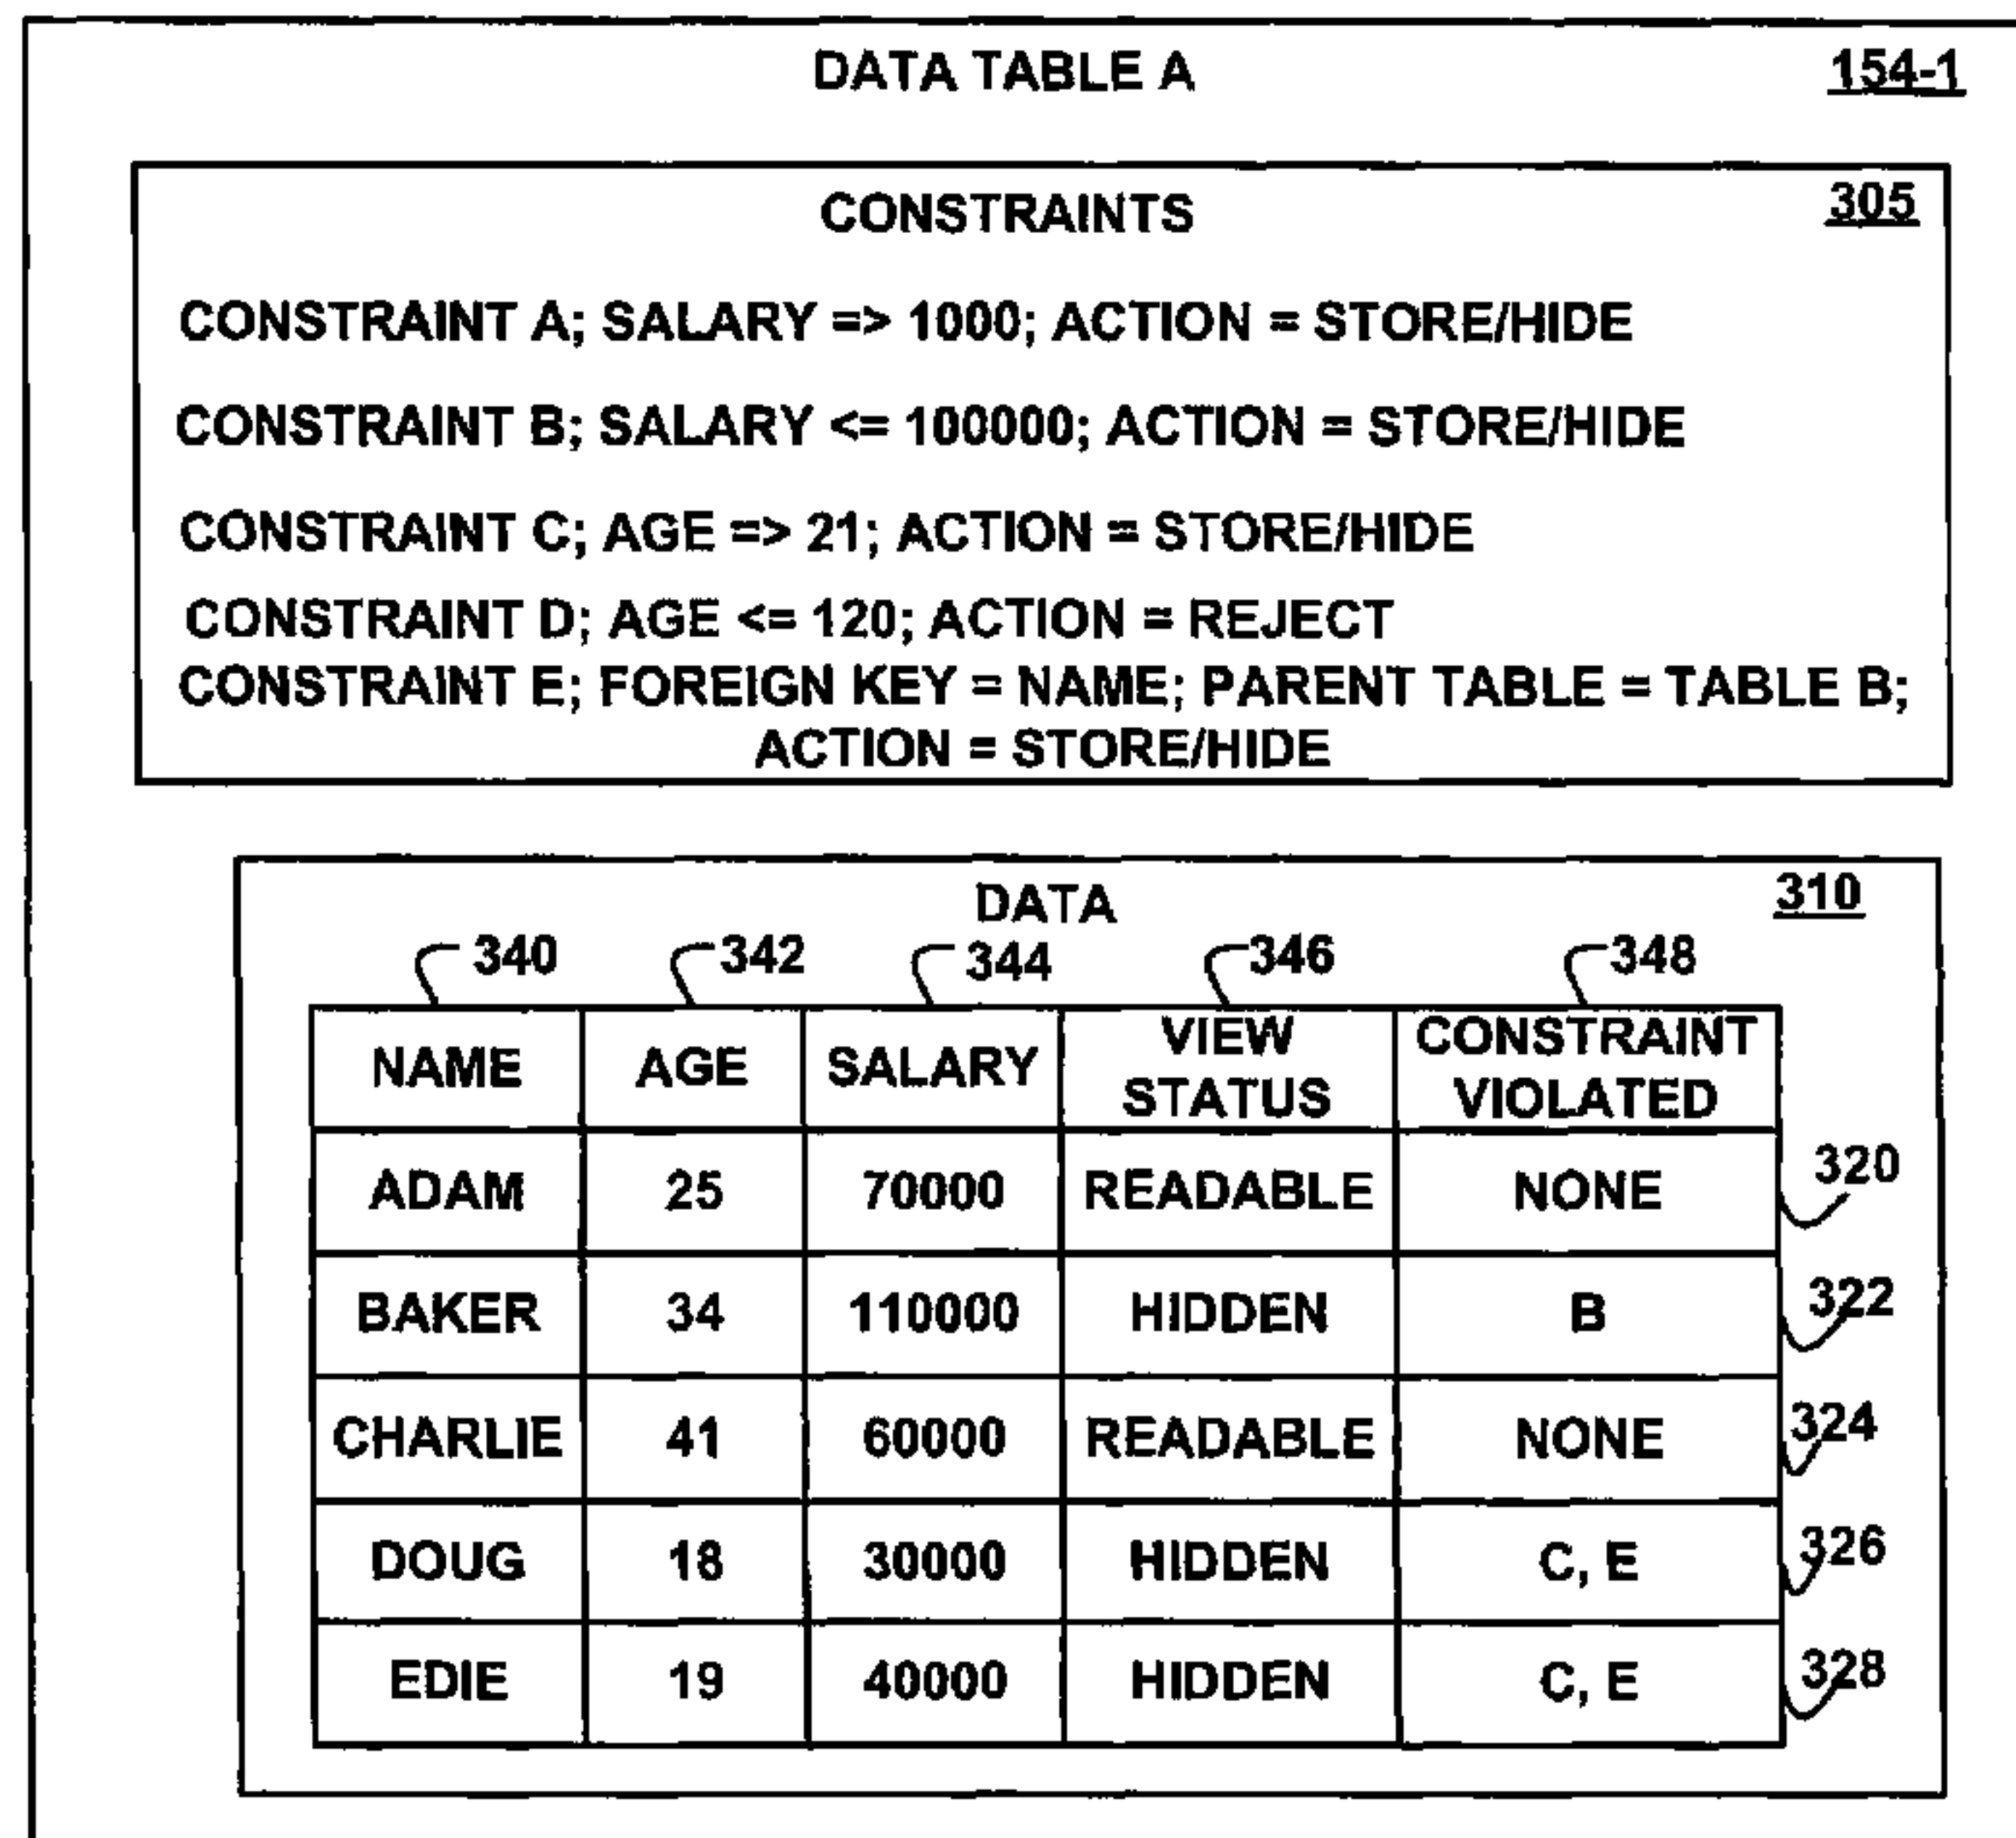 DATA TABLE A 154-1
CONSTRAINTS 305
CONSTRAINT A; SALARY => 1000; ACTION = STORE/HIDE
CONSTRAINT B; SALARY <= 100000; ACTION = STORE/HIDE
CONSTRAINT C; AGE => 21; ACTION = STORE/HIDE
CONSTRAINT D; AGE <= 120; ACTION = REJECT
CONSTRAINT E; FOREIGN KEY = NAME; PARENT TABLE = TABLE B;
ACTION = STORE/HIDE
DATA 310
340 342 344 346 348
NAME AGE SALARY VIEW STATUS CONSTRAINT VIOLATED
ADAM 25 70000 READABLE NONE 320
BAKER 34 110000 HIDDEN B 322
CHARLIE 41 60000 READABLE NONE 324
DOUG 18 30000 HIDDEN C, E 326
EDIE 19 40000 HIDDEN C, E 328